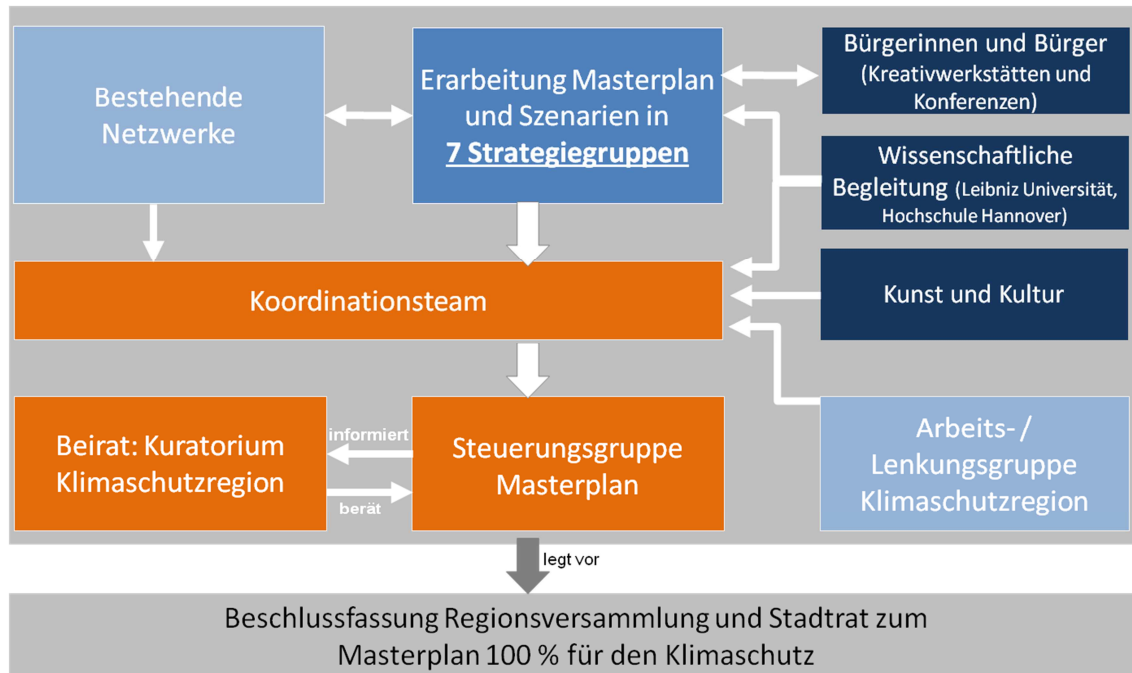 Bestehende
Netzwerke
Erarbeitung Masterplan
und Szenarien in
7 Strategiegruppen
Bürgerinnen und Bürger
(Kreativwerkstätten und
Konferenzen)
Wissenschaftliche
Begleitung (Leibniz Universität,
Hochschule Hannover)
Koordinationsteam
Kunst und Kultur
Beirat: Kuratorium
Klimaschutzregion
informiert
berät
Steuerungsgruppe
Masterplan
Arbeits- /
Lenkungsgruppe
Klimaschutzregion
legt vor
Beschlussfassung Regionsversammlung und Stadtrat zum
Masterplan 100 % für den Klimaschutz